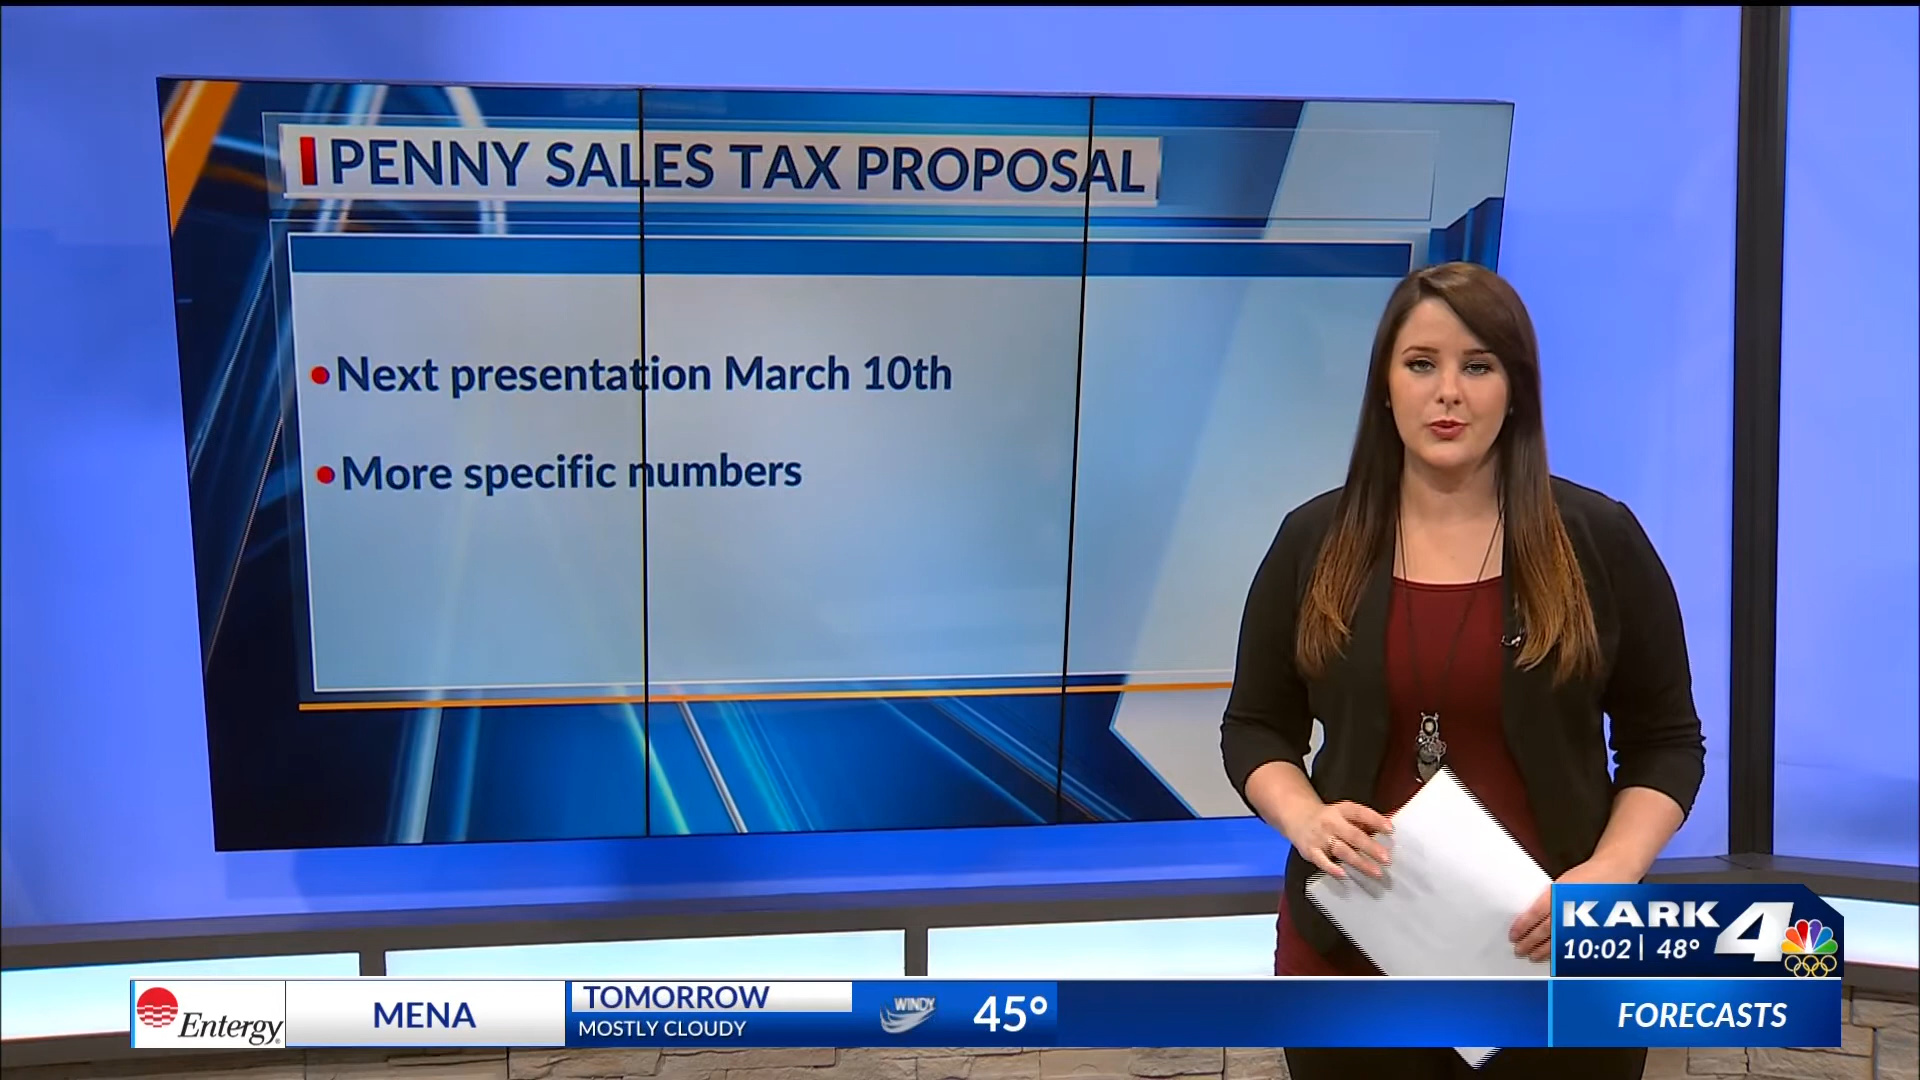 PENNY SALES TAX PROPOSAL
•Next presentation March 10th
•More specific numbers
KARK 4
10:02 | 48°
Entergy
MENA
TOMORROW
MOSTLY CLOUDY
WINDY
45°
FORECASTS